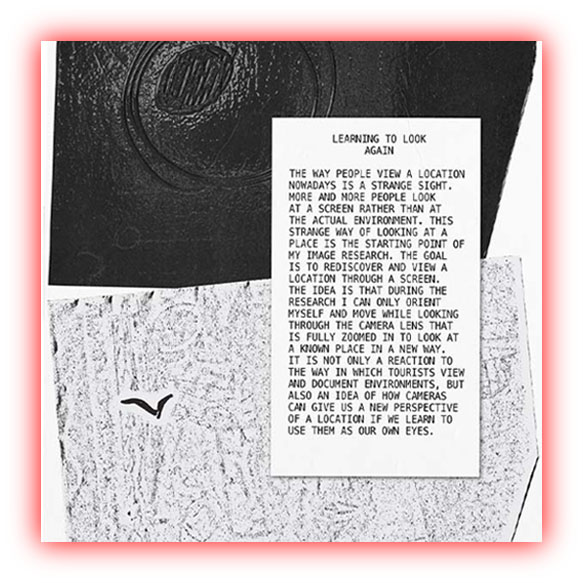 LEARNING TO LOOK
AGAIN
THE WAY PEOPLE VIEW A LOCATION
NOWADAYS IS A STRANGE SIGHT.
MORE AND MORE PEOPLE LOOK
AT A SCREEN RATHER THAN AT
THE ACTUAL ENVIRONMENT. THIS
STRANGE WAY OF LOOKING AT A
PLACE IS THE STARTING POINT OF
MY IMAGE RESEARCH. THE GOAL
IS TO REDISCOVER AND VIEW A
LOCATION THROUGH A SCREEN.
THE IDEA IS THAT DURING THE
RESEARCH I CAN ONLY ORIENT
MYSELF AND MOVE WHILE LOOKING
THROUGH THE CAMERA LENS THAT
IS FULLY ZOOMED IN TO LOOK AT
A KNOWN PLACE IN A NEW WAY.
IT IS NOT ONLY A REACTION TO
THE WAY IN WHICH TOURISTS VIEW
AND DOCUMENT ENVIRONMENTS, BUT
ALSO AN IDEA OF HOW CAMERAS
CAN GIVE US A NEW PERSPECTIVE
OF A LOCATION IF WE LEARN TO
USE THEM AS OUR OWN EYES.